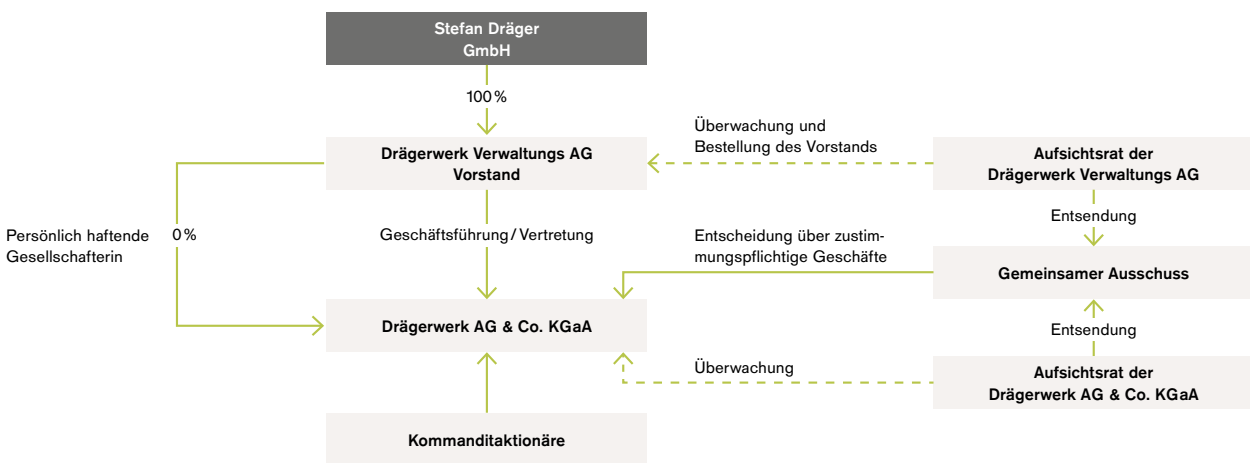 Stefan Dräger
GmbH
100 %
Überwachung und
Bestellung des Vorstands
Drägerwerk Verwaltungs AG
Vorstand
Aufsichtsrat der
Drägerwerk Verwaltungs AG
Entsendung
Persönlich haftende
Gesellschafterin
0 %
Geschäftsführung / Vertretung
Entscheidung über zustim-
mungspflichtige Geschäfte
Gemeinsamer Ausschuss
Drägerwerk AG & Co. KGaA
Entsendung
Überwachung
Aufsichtsrat der
Drägerwerk AG & Co. KGaA
Kommanditaktionäre